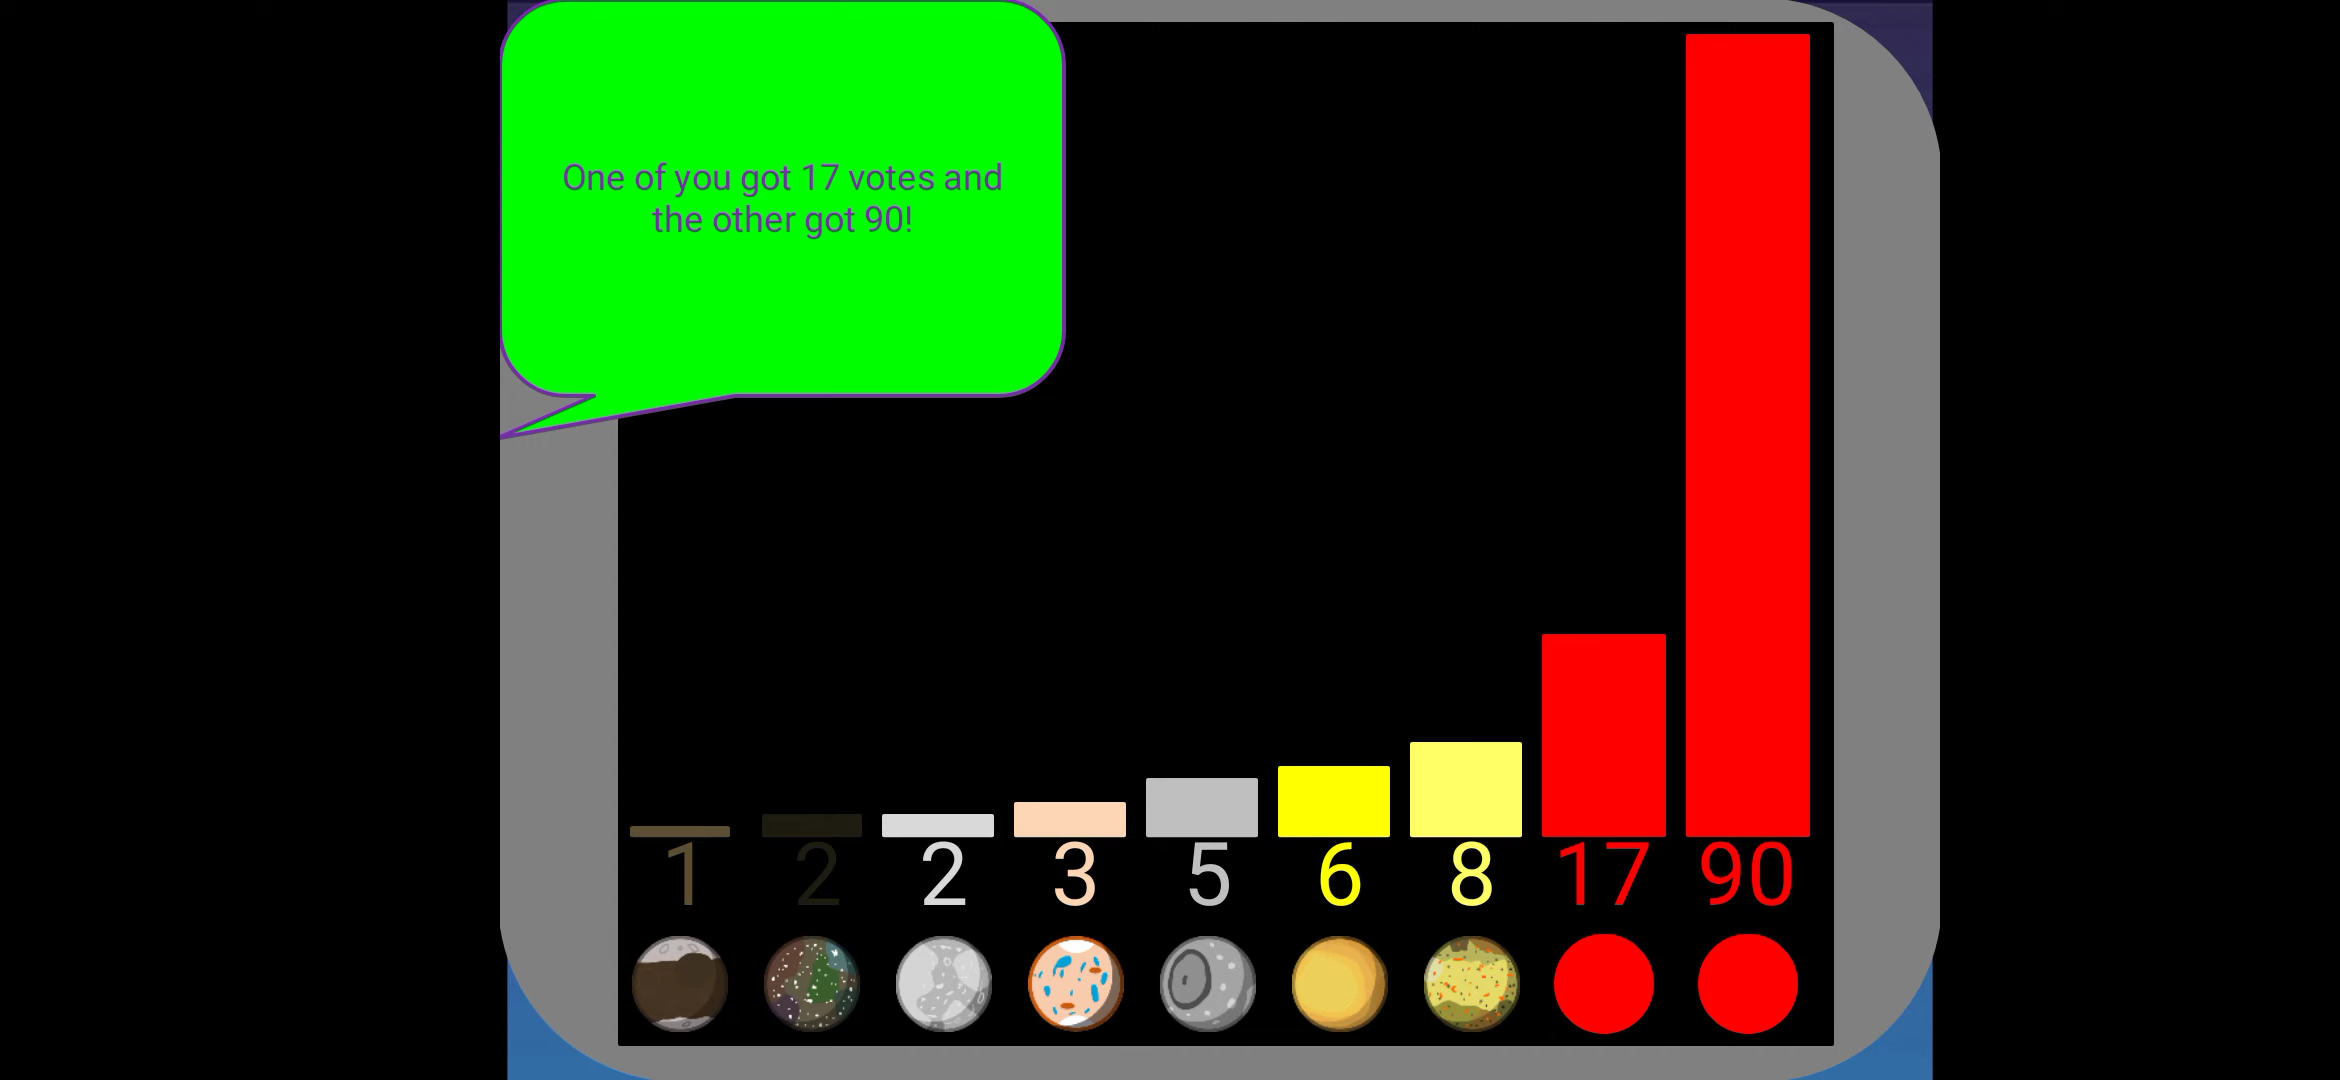 One of you got 17 votes and
the other got 90!
1 2 2 3 5 6 8 17 90